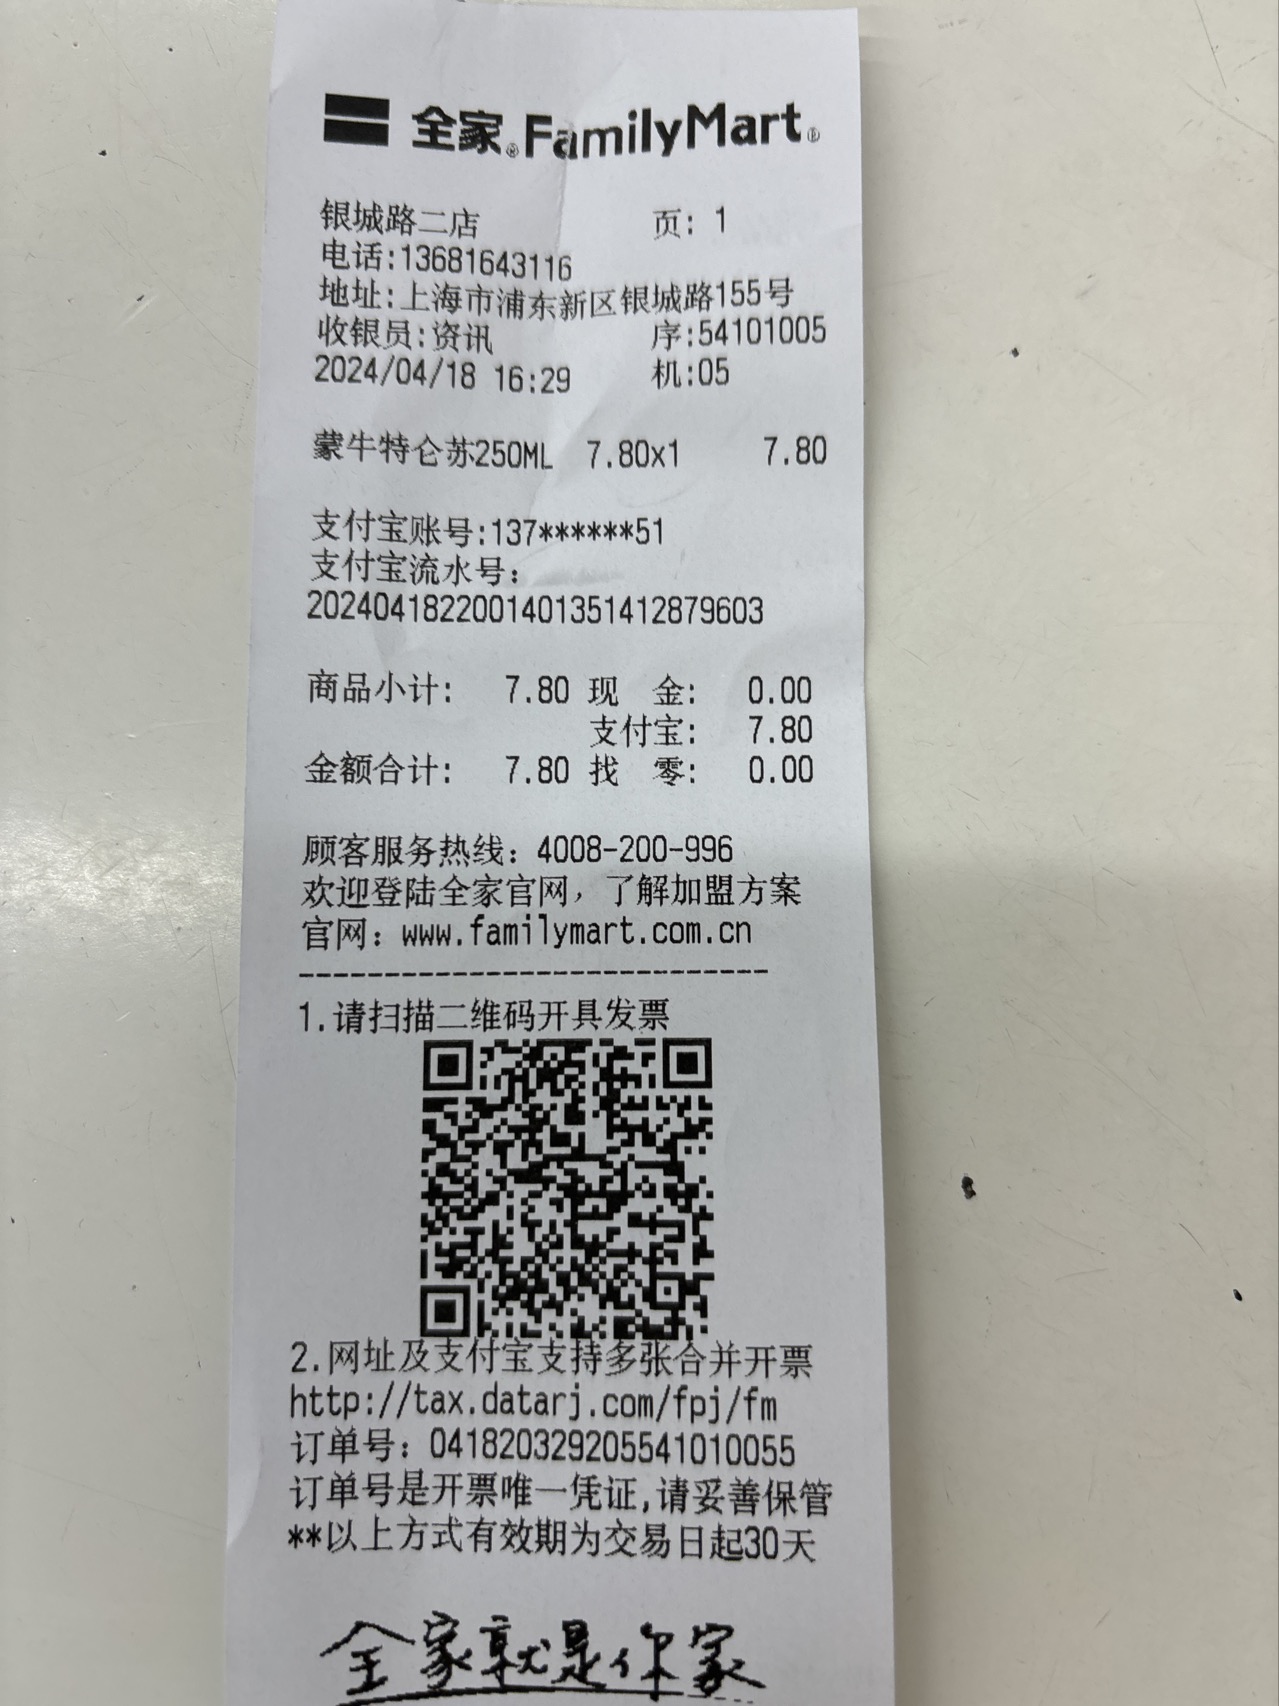 全家®FamilyMart®
银城路二店 页: 1
电话:13681643116
地址:上海市浦东新区银城路155号
收银员:资讯 序:54101005
2024/04/18 16:29 机:05
蒙牛特仑苏250ML 7.80x1 7.80
支付宝账号:137******51
支付宝流水号:
2024041822001401351412879603
商品小计: 7.80 现 金: 0.00
支付宝: 7.80
金额合计: 7.80 找 零: 0.00
顾客服务热线: 4008-200-996
欢迎登陆全家官网, 了解加盟方案
官网: www.familymart.com.cn
----------------------------
1.请扫描二维码开具发票
2.网址及支付宝支持多张合并开票
http://tax.datarj.com/fpj/fm
订单号: 041820329205541010055
订单号是开票唯一凭证,请妥善保管
**以上方式有效期为交易日起30天
全家就是你家